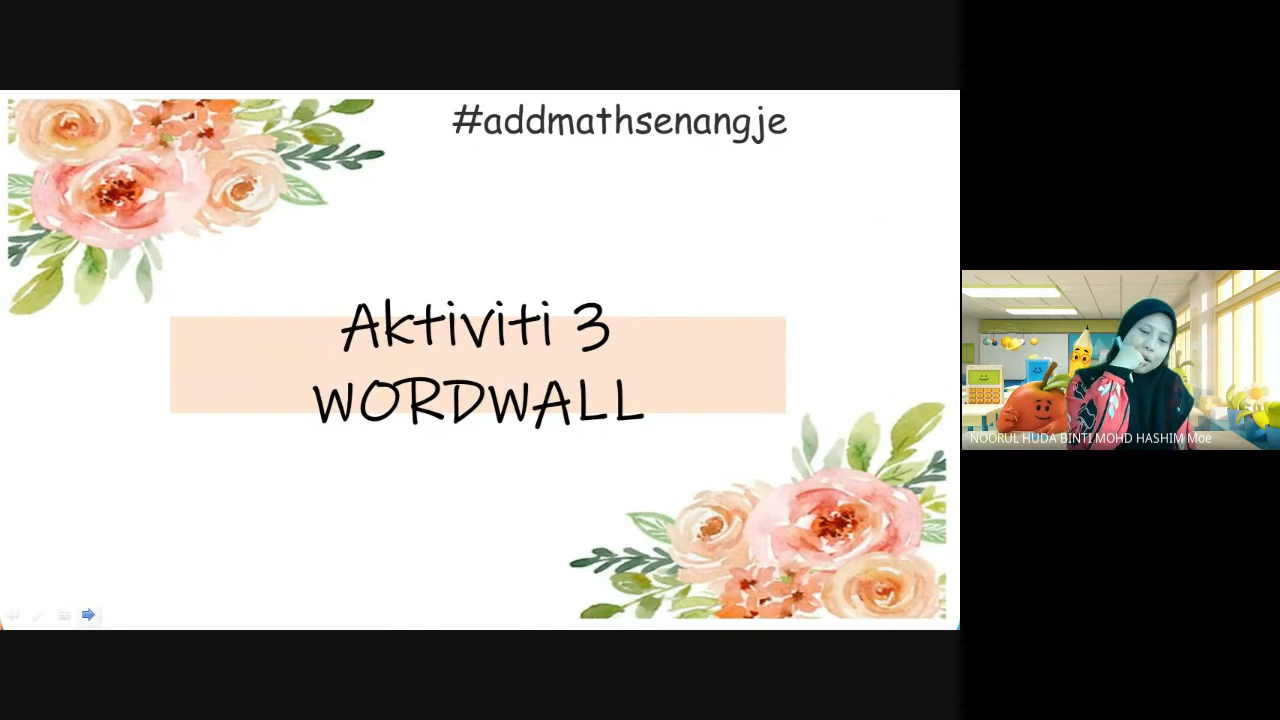 #addmathsenangje
Aktiviti 3
WORDWALL
NOORUL HUDA BINTI MOHD HASHIM Moe